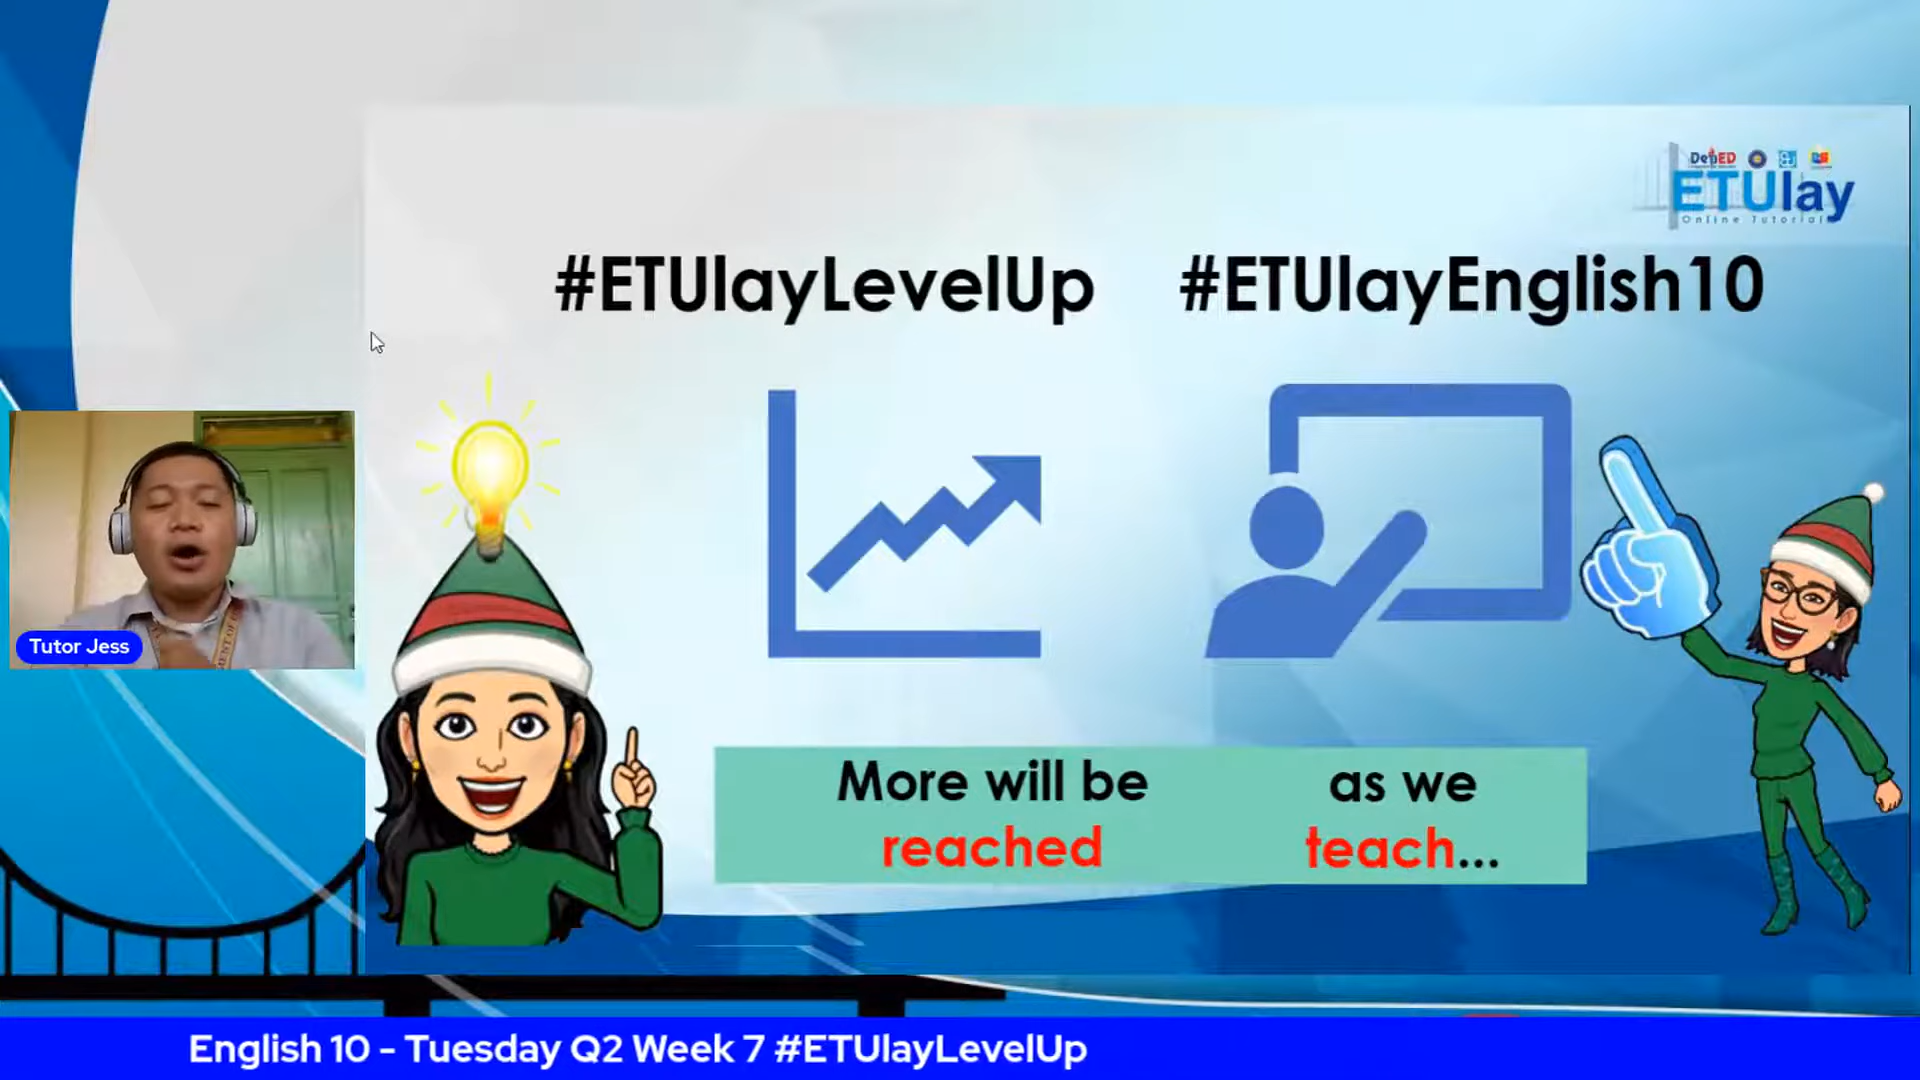 DepED
ETUlay
Online Tutorial
#ETUlayLevelUp #ETUlayEnglish10
Tutor Jess
More will be as we
reached teach...
English 10 - Tuesday Q2 Week 7 #ETUlayLevelUp